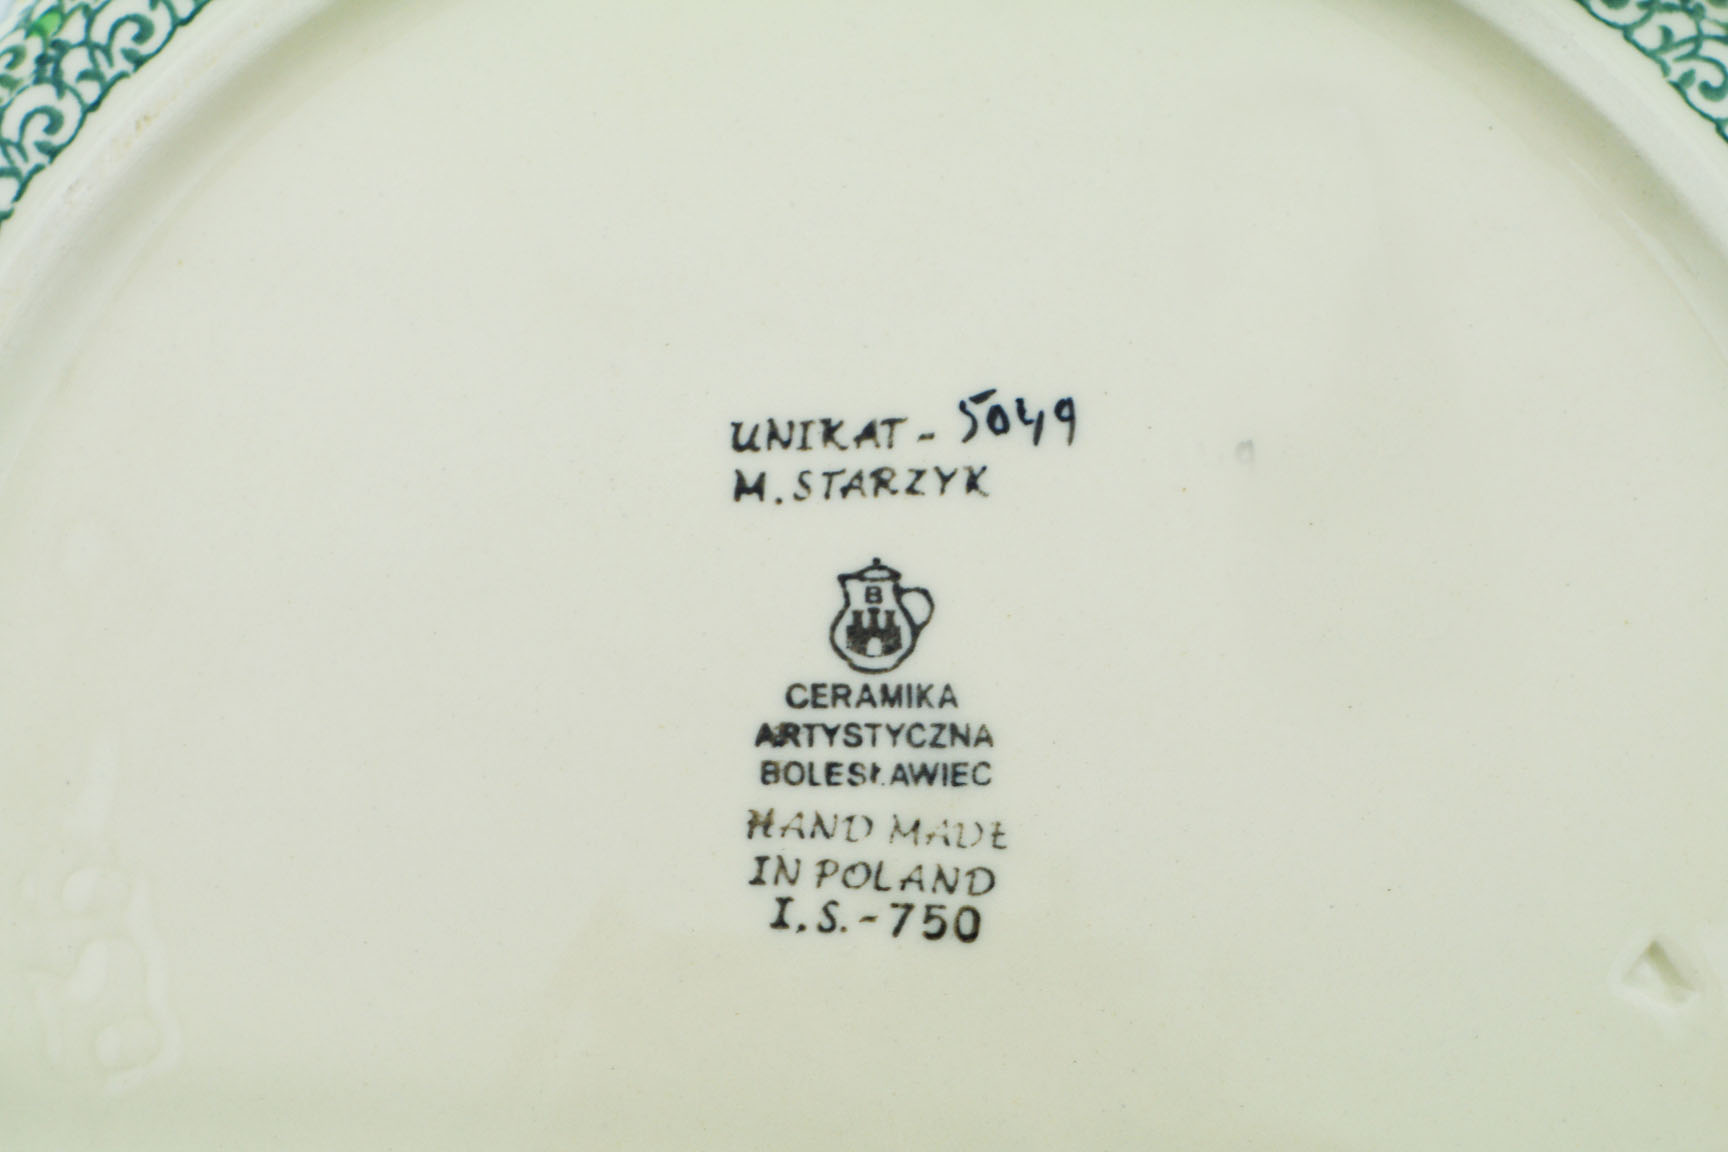 UNIKAT - 5049
M. STARZYK
B
CERAMIKA
ARTYSTYCZNA
BOLESŁAWIEC
HAND MADE
IN POLAND
I.S.-750